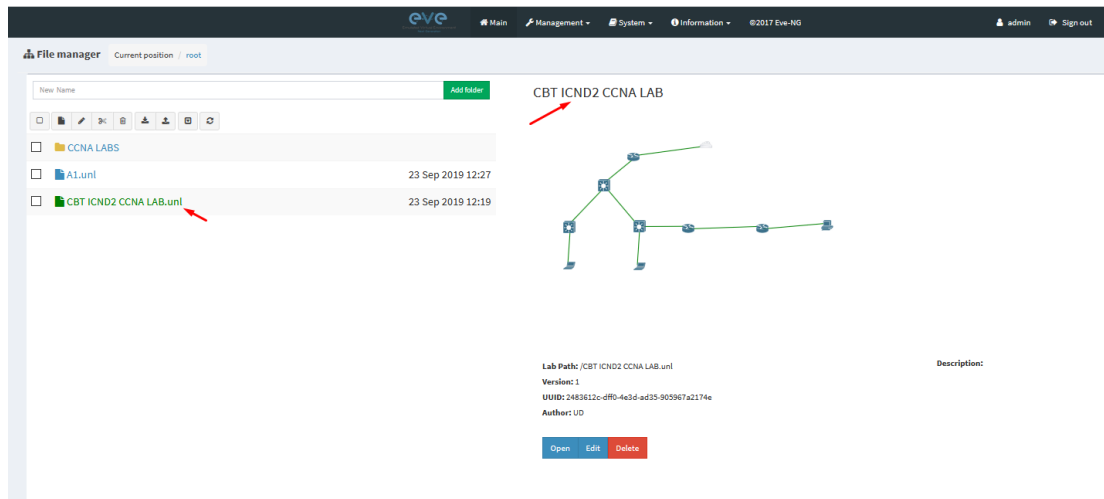 eve
Main
Management
System
Information
©2017 Eve-NG
admin
Sign out
File manager
Current position / root
New Name
Add folder
CCNA LABS
A1.unl 23 Sep 2019 12:27
CBT ICND2 CCNA LAB.unl 23 Sep 2019 12:19
CBT ICND2 CCNA LAB
Lab Path: /CBT ICND2 CCNA LAB.unl
Version: 1
UUID: 2483612c-dff0-4e3d-ad35-905967a2174e
Author: UD
Description:
Open
Edit
Delete